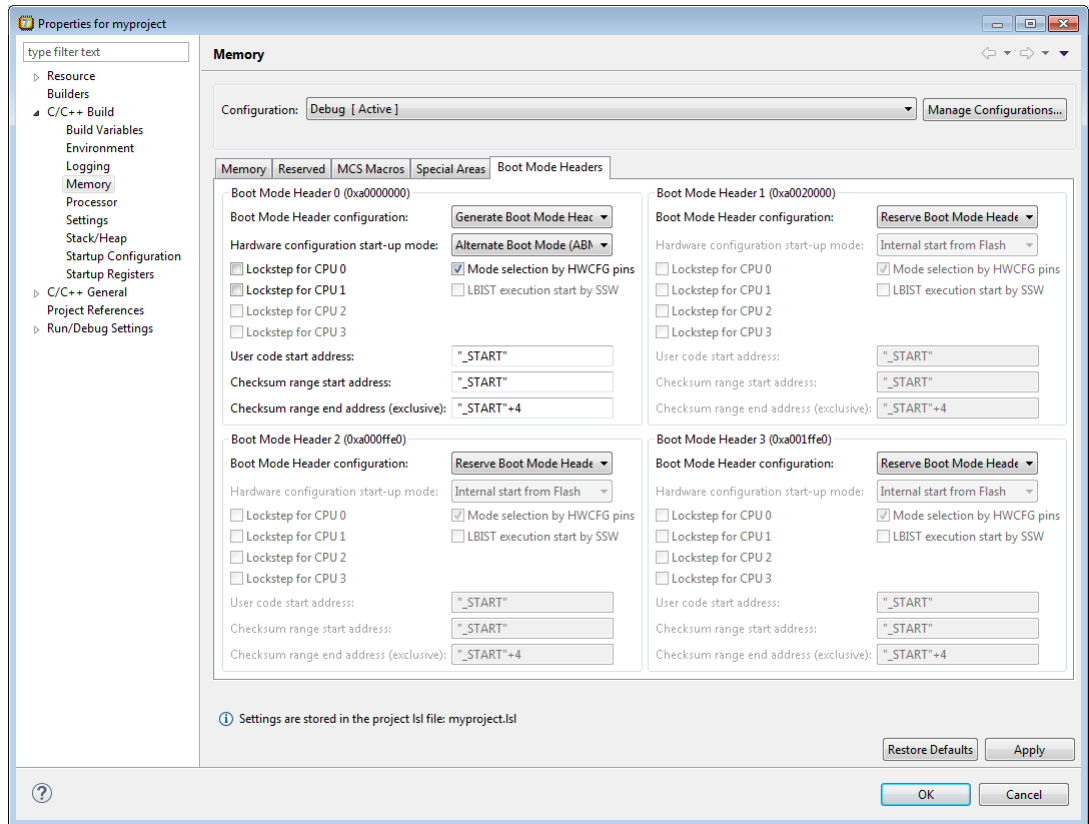 Properties for myproject
type filter text
Resource
Builders
C/C++ Build
Build Variables
Environment
Logging
Memory
Processor
Settings
Stack/Heap
Startup Configuration
Startup Registers
C/C++ General
Project References
Run/Debug Settings
Memory
Configuration: Debug [ Active ] Manage Configurations...
Memory Reserved MCS Macros Special Areas Boot Mode Headers
Boot Mode Header 0 (0xa0000000)
Boot Mode Header configuration: Generate Boot Mode Heac
Hardware configuration start-up mode: Alternate Boot Mode (ABM
Lockstep for CPU 0 Mode selection by HWCFG pins
Lockstep for CPU 1 LBIST execution start by SSW
Lockstep for CPU 2
Lockstep for CPU 3
User code start address: "_START"
Checksum range start address: "_START"
Checksum range end address (exclusive): "_START"+4
Boot Mode Header 1 (0xa0020000)
Boot Mode Header configuration: Reserve Boot Mode Heade
Hardware configuration start-up mode: Internal start from Flash
Lockstep for CPU 0 Mode selection by HWCFG pins
Lockstep for CPU 1 LBIST execution start by SSW
Lockstep for CPU 2
Lockstep for CPU 3
User code start address: "_START"
Checksum range start address: "_START"
Checksum range end address (exclusive): "_START"+4
Boot Mode Header 2 (0xa000ffe0)
Boot Mode Header configuration: Reserve Boot Mode Heade
Hardware configuration start-up mode: Internal start from Flash
Lockstep for CPU 0 Mode selection by HWCFG pins
Lockstep for CPU 1 LBIST execution start by SSW
Lockstep for CPU 2
Lockstep for CPU 3
User code start address: "_START"
Checksum range start address: "_START"
Checksum range end address (exclusive): "_START"+4
Boot Mode Header 3 (0xa001ffe0)
Boot Mode Header configuration: Reserve Boot Mode Heade
Hardware configuration start-up mode: Internal start from Flash
Lockstep for CPU 0 Mode selection by HWCFG pins
Lockstep for CPU 1 LBIST execution start by SSW
Lockstep for CPU 2
Lockstep for CPU 3
User code start address: "_START"
Checksum range start address: "_START"
Checksum range end address (exclusive): "_START"+4
Settings are stored in the project lsl file: myproject.lsl
Restore Defaults Apply
OK Cancel